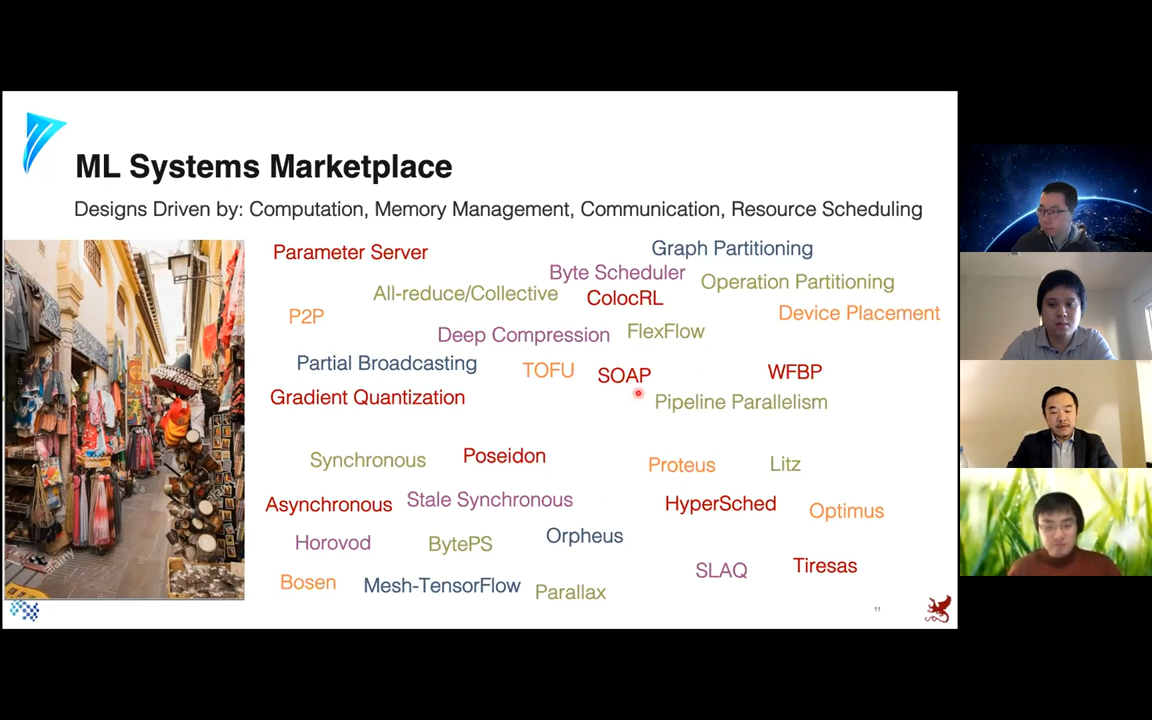 ML Systems Marketplace
Designs Driven by: Computation, Memory Management, Communication, Resource Scheduling
Parameter Server
Graph Partitioning
Byte Scheduler
Operation Partitioning
All-reduce/Collective
ColocRL
P2P
Device Placement
Deep Compression
FlexFlow
Partial Broadcasting
TOFU
SOAP
WFBP
Gradient Quantization
Pipeline Parallelism
Synchronous
Poseidon
Proteus
Litz
Asynchronous
Stale Synchronous
HyperSched
Optimus
Horovod
BytePS
Orpheus
SLAQ
Tiresas
Bosen
Mesh-TensorFlow
Parallax
alamy
alamy
11